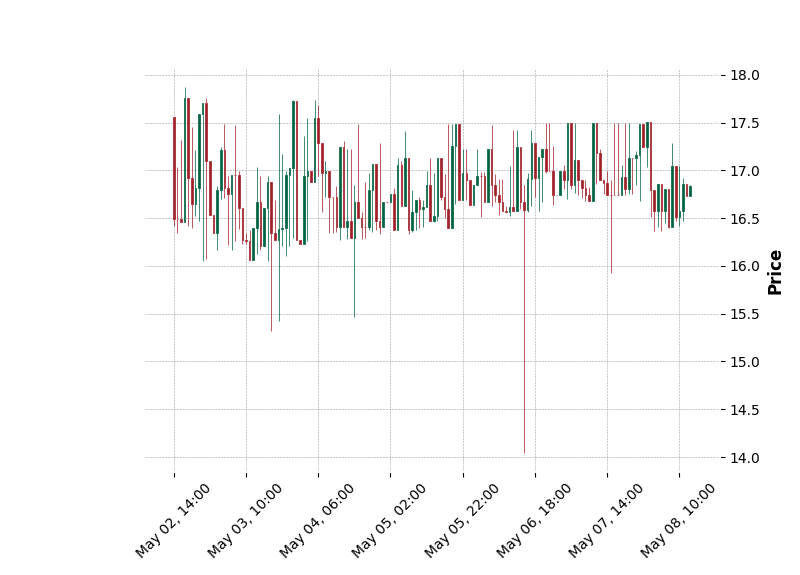 18.0
17.5
17.0
16.5
16.0
15.5
15.0
14.5
14.0
Price
May 02, 14:00
May 03, 10:00
May 04, 06:00
May 05, 02:00
May 05, 22:00
May 06, 18:00
May 07, 14:00
May 08, 10:00